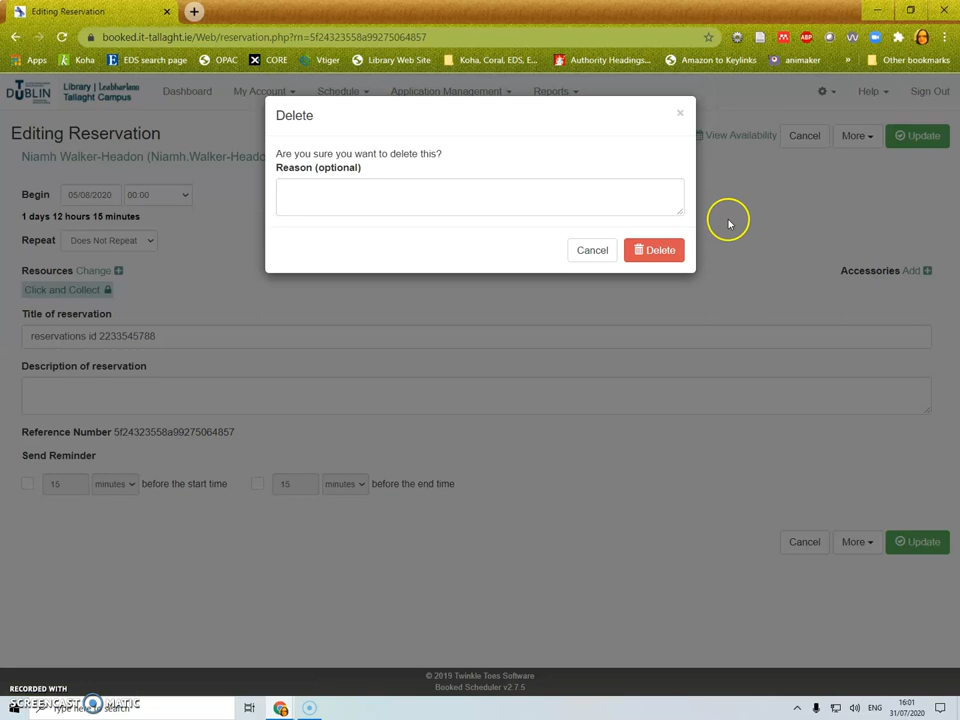 Editing Reservation
booked.it-tallaght.ie/Web/reservation.php?rn=5f24323558a99275064857
Apps Koha EDS search page OPAC CORE Vtiger Library Web Site Koha, Coral, EDS, E... Authority Headings... Amazon to Keylinks animaker » Other bookmarks
DUBLIN Library | Leabharlann Tallaght Campus Dashboard My Account Schedule Application Management Reports Help Sign Out
Delete
Editing Reservation View Availability Cancel More Update
Niamh Walker-Headon (Niamh.Walker-Heado
Are you sure you want to delete this?
Reason (optional)
Begin 05/08/2020 00:00
1 days 12 hours 15 minutes
Repeat Does Not Repeat
Cancel Delete
Resources Change Accessories Add
Click and Collect
Title of reservation
reservations id 2233545788
Description of reservation
Reference Number 5f24323558a99275064857
Send Reminder
15 minutes before the start time 15 minutes before the end time
Cancel More Update
© 2019 Twinkle Toes Software
Booked Scheduler v2.7.5
RECORDED WITH
SCREENCAST MATIC
Type here to search
ENG 16:01
31/07/2020